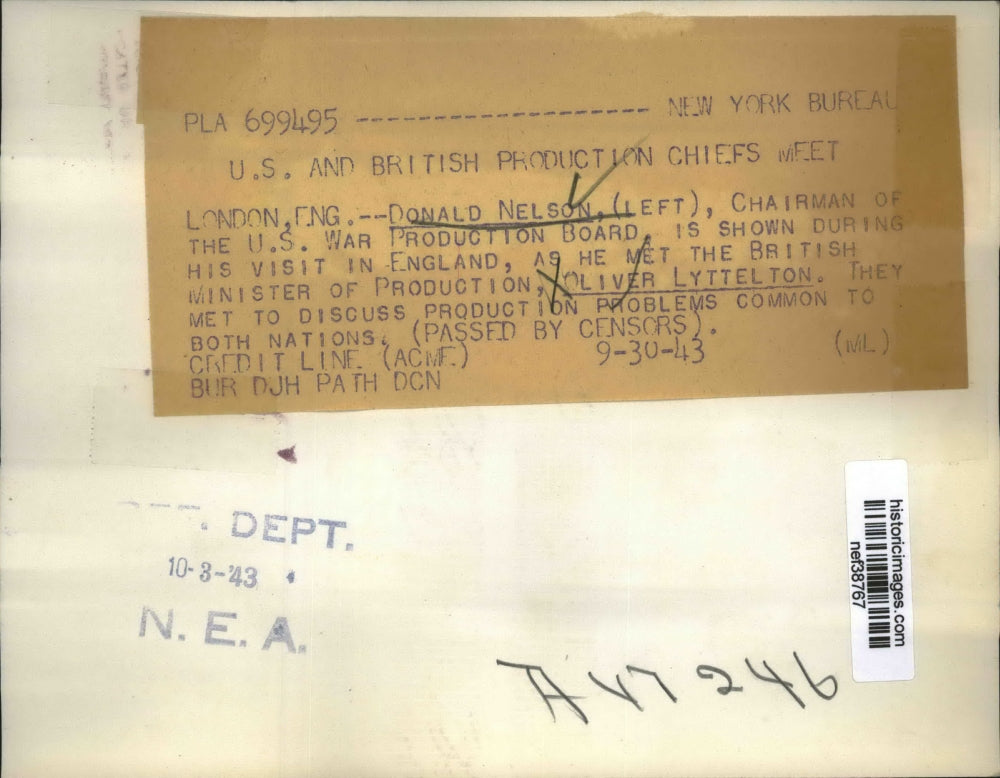 PLA 699495 -------------------- NEW YORK BUREAU
U.S. AND BRITISH PRODUCTION CHIEFS MEET
LONDON, ENG.--DONALD NELSON, (LEFT), CHAIRMAN OF
THE U.S. WAR PRODUCTION BOARD, IS SHOWN DURING
HIS VISIT IN ENGLAND, AS HE MET THE BRITISH
MINISTER OF PRODUCTION, OLIVER LYTTELTON. THEY
MET TO DISCUSS PRODUCTION PROBLEMS COMMON TO
BOTH NATIONS. (PASSED BY CENSORS).
CREDIT LINE (ACME) 9-30-43 (ML)
BUR DJH PATH DCN
DEPT.
10-3-'43
N. E. A.
historicimages.com
nef38767